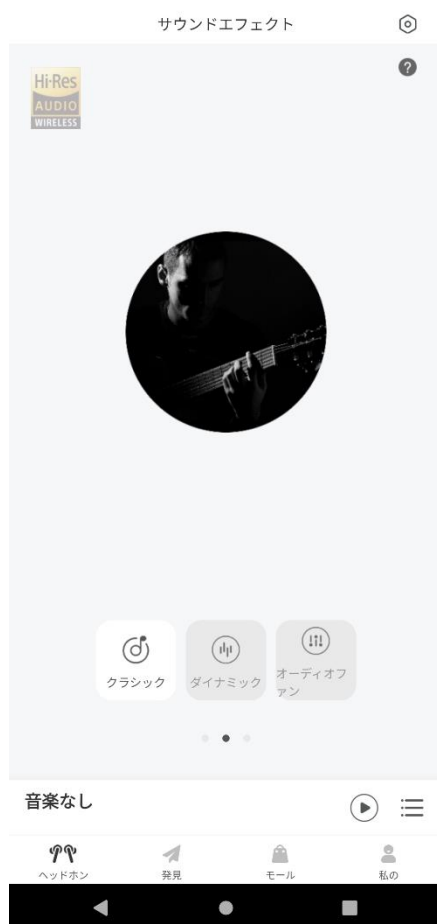 サウンドエフェクト
Hi-Res
AUDIO
WIRELESS
?
クラシック
ダイナミック
オーディオフ
ァン
音楽なし
ヘッドホン
発見
モール
私の